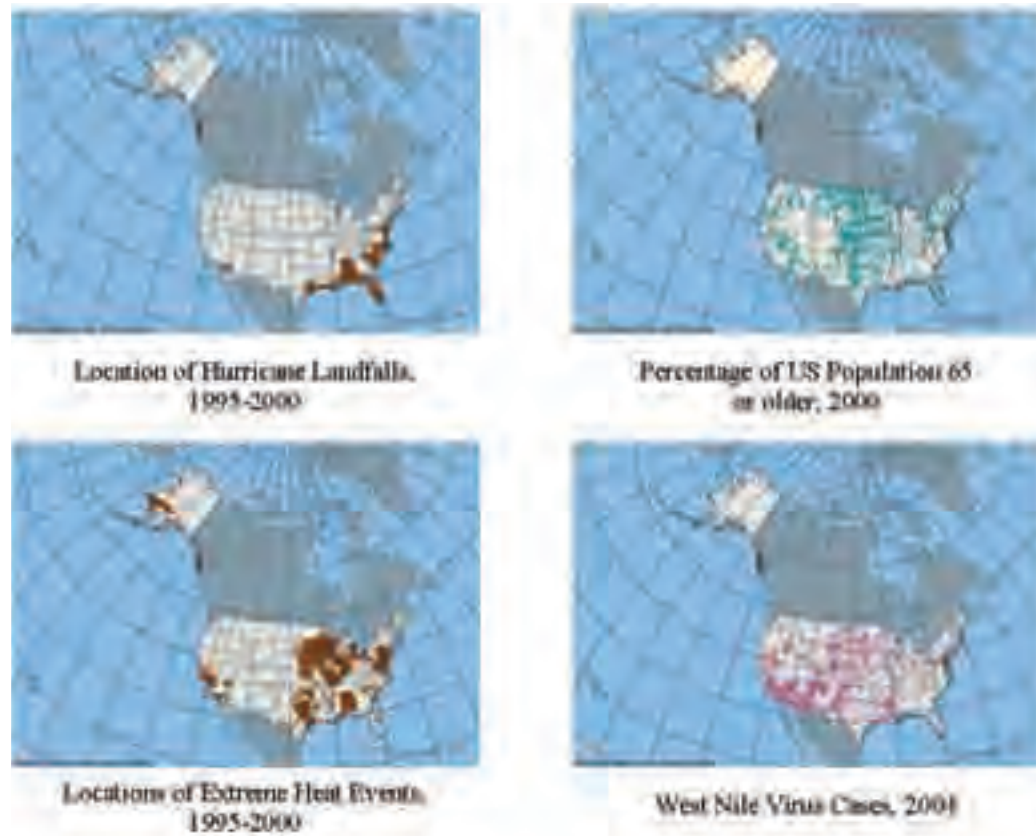 Location of Hurricane Landfalls,
1995-2000
Percentage of US Population 65
or older, 2000
Locations of Extreme Heat Events,
1995-2000
West Nile Virus Cases,